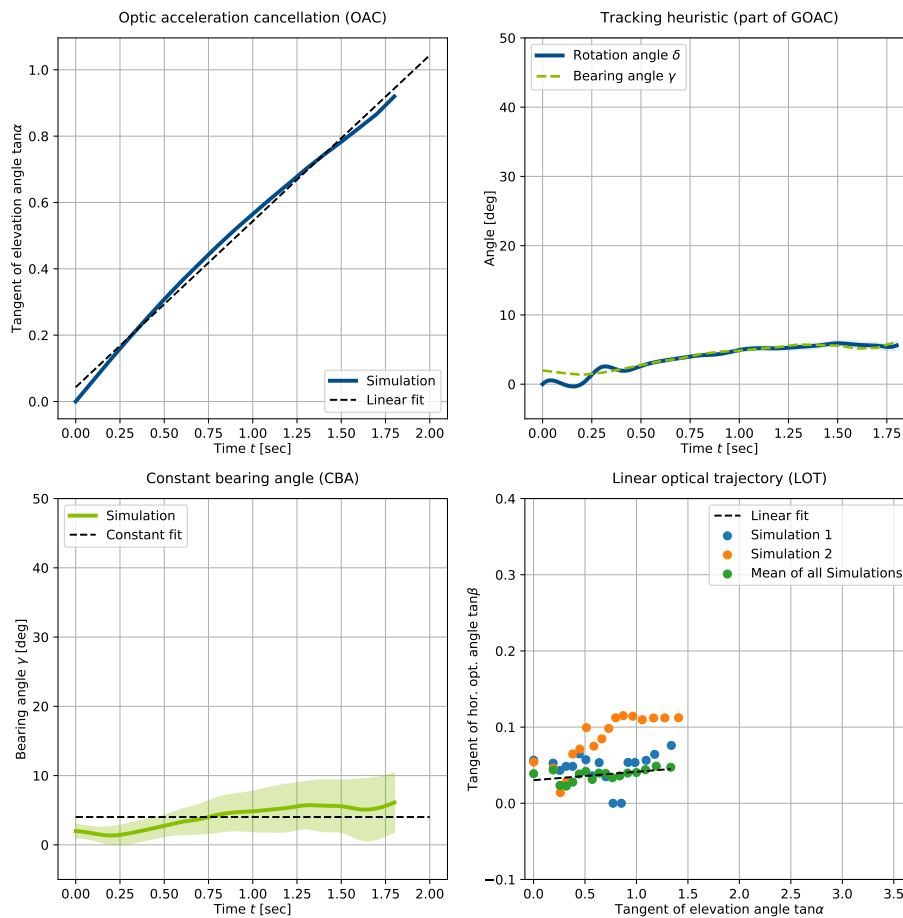 Optic acceleration cancellation (OAC)
Tangent of elevation angle tanα
1.0
0.8
0.6
0.4
0.2
0.0
Simulation
Linear fit
0.00 0.25 0.50 0.75 1.00 1.25 1.50 1.75 2.00
Time t [sec]
Tracking heuristic (part of GOAC)
Angle [deg]
50
40
30
20
10
0
Rotation angle δ
Bearing angle γ
0.00 0.25 0.50 0.75 1.00 1.25 1.50 1.75
Time t [sec]
Constant bearing angle (CBA)
Bearing angle γ [deg]
50
40
30
20
10
0
Simulation
Constant fit
0.00 0.25 0.50 0.75 1.00 1.25 1.50 1.75 2.00
Time t [sec]
Linear optical trajectory (LOT)
Tangent of hor. opt. angle tanβ
0.4
0.3
0.2
0.1
0.0
−0.1
Linear fit
Simulation 1
Simulation 2
Mean of all Simulations
0.0 0.5 1.0 1.5 2.0 2.5 3.0 3.5
Tangent of elevation angle tanα